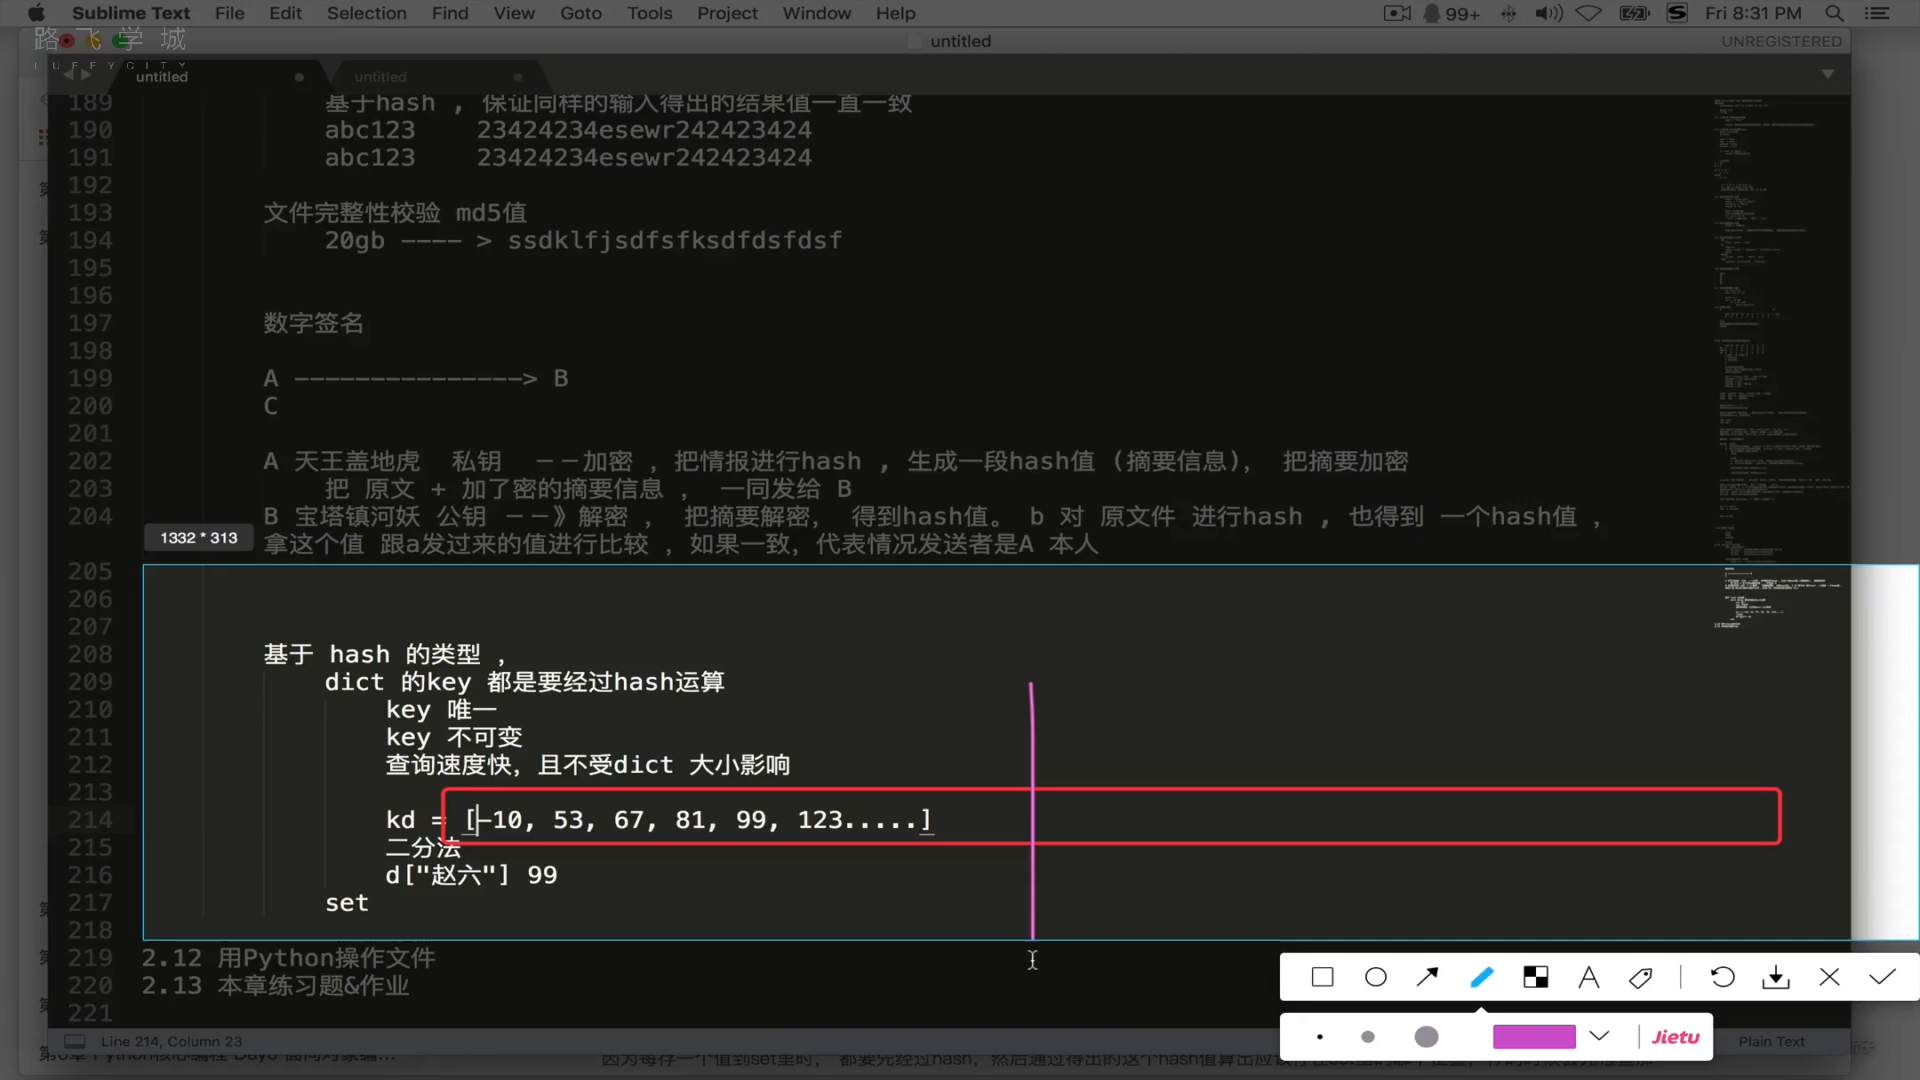 Sublime Text File Edit Selection Find View Goto Tools Project Window Help 99+ Fri 8:31 PM
路飞学城
LUFFYCITY
untitled
UNREGISTERED
untitled
untitled
189 基于hash , 保证同样的输入得出的结果值一直一致
190 abc123 23424234esewr242423424
191 abc123 23424234esewr242423424
192
193 文件完整性校验 md5值
194 20gb ---- > ssdklfjsdfsfksdfdsfdsf
195
196
197 数字签名
198
199 A ---------------> B
200 C
201
202 A 天王盖地虎 私钥 --加密 , 把情报进行hash , 生成一段hash值 (摘要信息), 把摘要加密
203 把 原文 + 加了密的摘要信息 , 一同发给 B
204 B 宝塔镇河妖 公钥 --》解密 , 把摘要解密, 得到hash值。 b 对 原文件 进行hash , 也得到 一个hash值 ,
拿这个值 跟a发过来的值进行比较 , 如果一致, 代表情况发送者是A 本人
1332 * 313
205
206
207
208 基于 hash 的类型 ,
209 dict 的key 都是要经过hash运算
210 key 唯一
211 key 不可变
212 查询速度快, 且不受dict 大小影响
213
214 kd = [-10, 53, 67, 81, 99, 123.....]
215 二分法
216 d["赵六"] 99
217 set
218
219 2.12 用Python操作文件
220 2.13 本章练习题&作业
221
Line 214, Column 23
Plain Text
Jietu